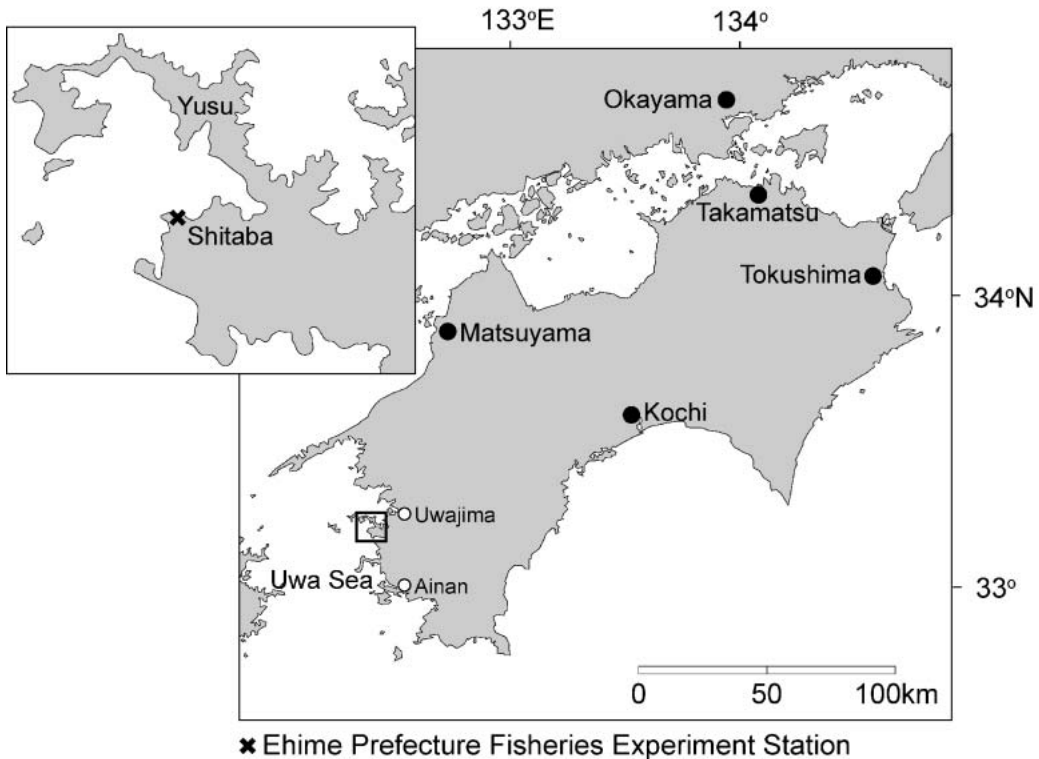 133°E
134°
Yusu
Okayama
Shitaba
Takamatsu
Tokushima
34°N
Matsuyama
Kochi
Uwajima
Uwa Sea
Ainan
33°
0 50 100km
✖ Ehime Prefecture Fisheries Experiment Station